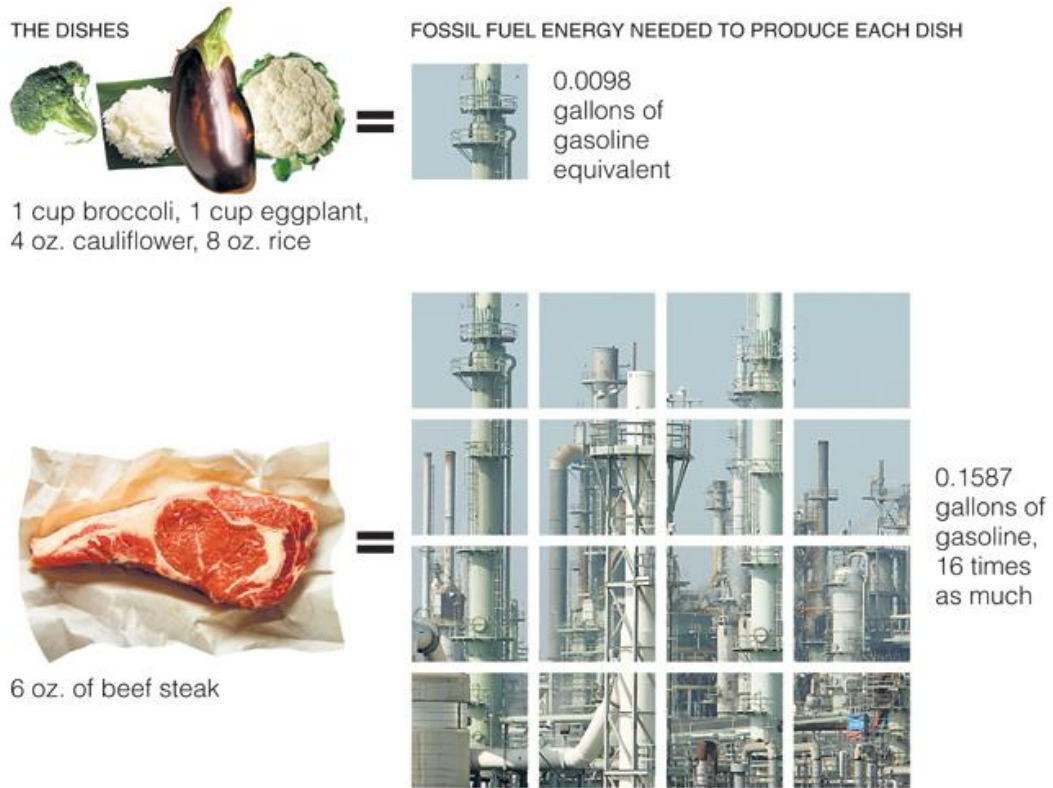 THE DISHES
FOSSIL FUEL ENERGY NEEDED TO PRODUCE EACH DISH
=
0.0098
gallons of
gasoline
equivalent
1 cup broccoli, 1 cup eggplant,
4 oz. cauliflower, 8 oz. rice
=
0.1587
gallons of
gasoline,
16 times
as much
6 oz. of beef steak